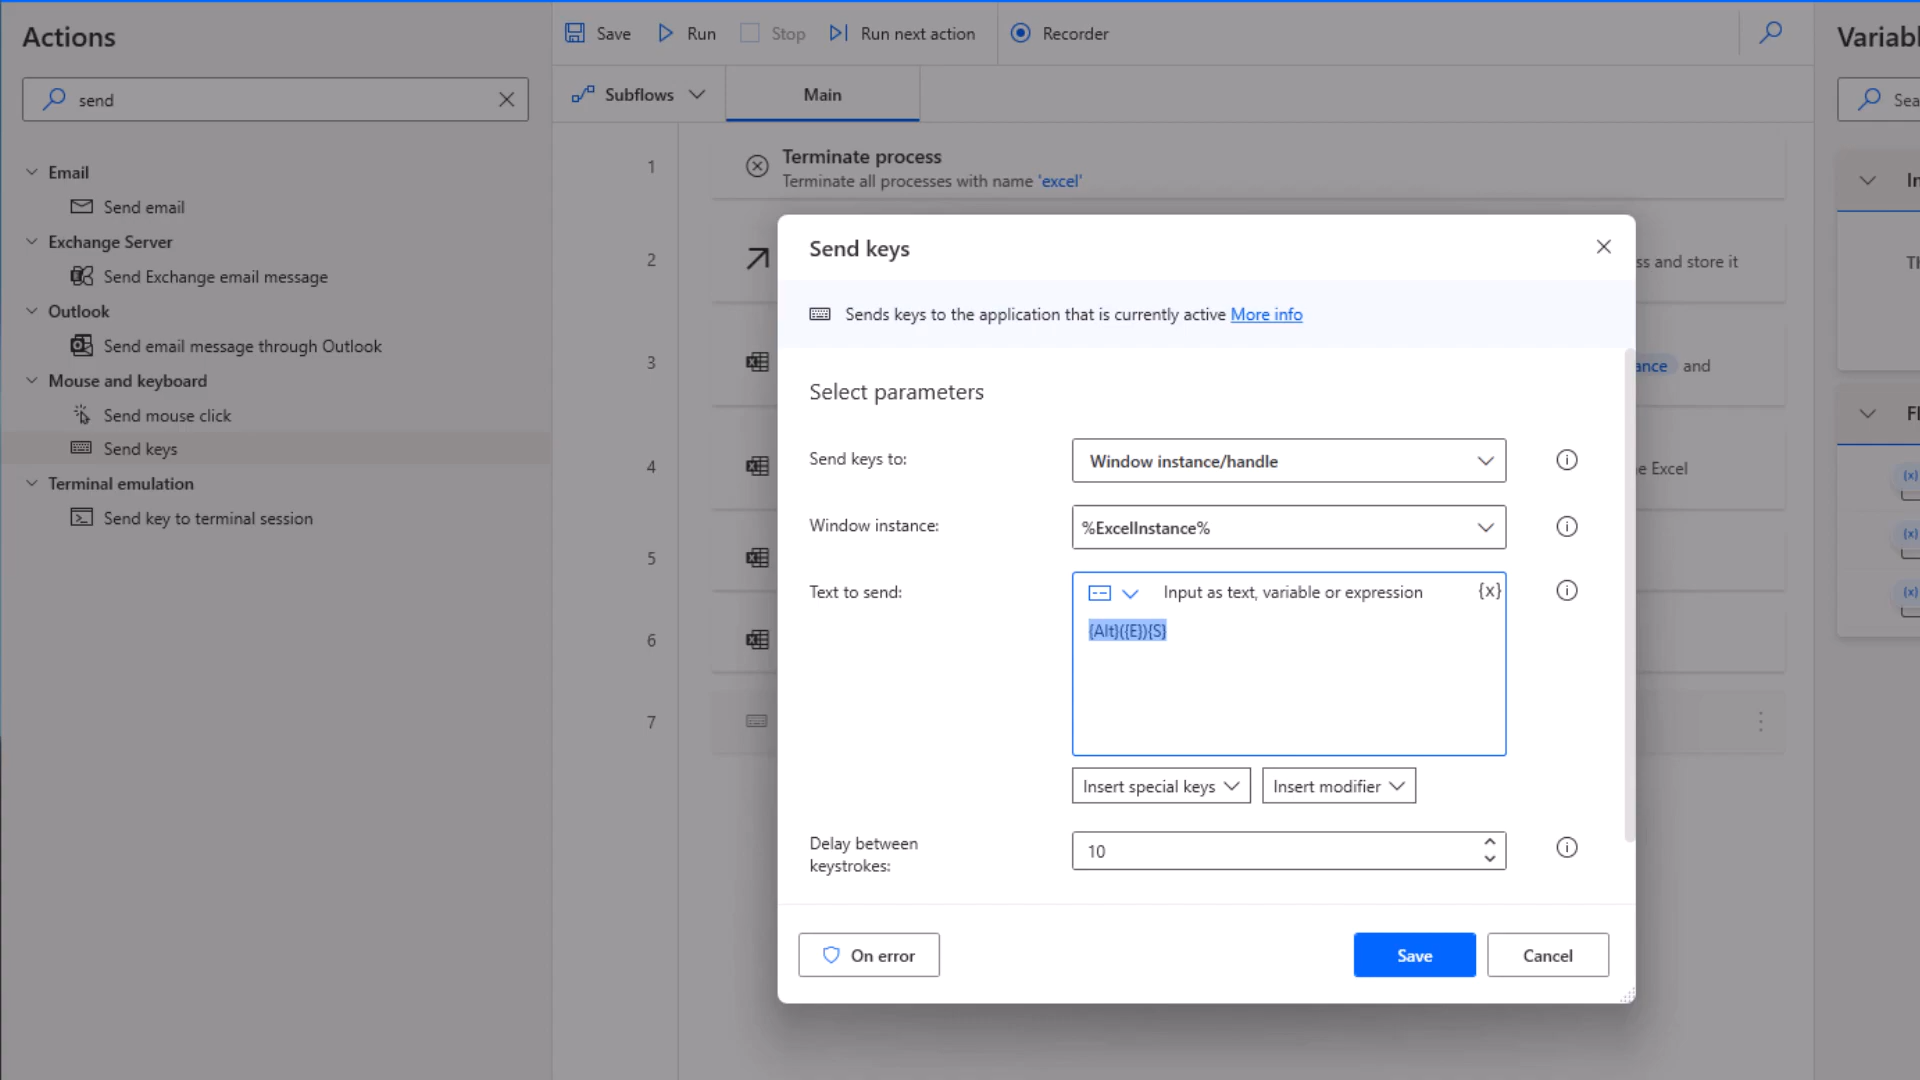 Actions
send
Email
Send email
Exchange Server
Send Exchange email message
Outlook
Send email message through Outlook
Mouse and keyboard
Send mouse click
Send keys
Terminal emulation
Send key to terminal session
Save
Run
Stop
Run next action
Recorder
Subflows
Main
1
Terminate process
Terminate all processes with name 'excel'
2
ss and store it
3
ance and
4
e Excel
5
6
7
Send keys
Sends keys to the application that is currently active More info
Select parameters
Send keys to:
Window instance/handle
Window instance:
%ExcelInstance%
Text to send:
Input as text, variable or expression
{x}
{Alt}({E}){S}
Insert special keys
Insert modifier
Delay between
keystrokes:
10
On error
Save
Cancel
Variabl
Sea
In
Th
Fl
{x}
{x}
{x}